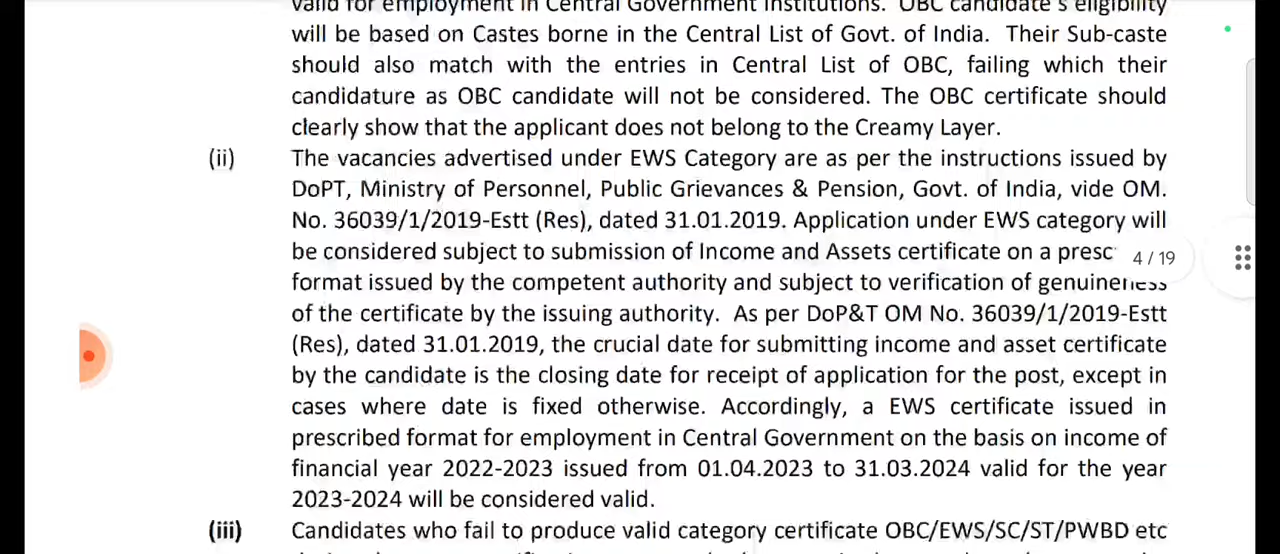 valid for employment in Central Government Institutions. OBC candidate's eligibility
will be based on Castes borne in the Central List of Govt. of India. Their Sub-caste
should also match with the entries in Central List of OBC, failing which their
candidature as OBC candidate will not be considered. The OBC certificate should
clearly show that the applicant does not belong to the Creamy Layer.
(ii) The vacancies advertised under EWS Category are as per the instructions issued by
DoPT, Ministry of Personnel, Public Grievances & Pension, Govt. of India, vide OM.
No. 36039/1/2019-Estt (Res), dated 31.01.2019. Application under EWS category will
be considered subject to submission of Income and Assets certificate on a presc
4 / 19
format issued by the competent authority and subject to verification of genuineness
of the certificate by the issuing authority. As per DoP&T OM No. 36039/1/2019-Estt
(Res), dated 31.01.2019, the crucial date for submitting income and asset certificate
by the candidate is the closing date for receipt of application for the post, except in
cases where date is fixed otherwise. Accordingly, a EWS certificate issued in
prescribed format for employment in Central Government on the basis on income of
financial year 2022-2023 issued from 01.04.2023 to 31.03.2024 valid for the year
2023-2024 will be considered valid.
(iii) Candidates who fail to produce valid category certificate OBC/EWS/SC/ST/PWBD etc